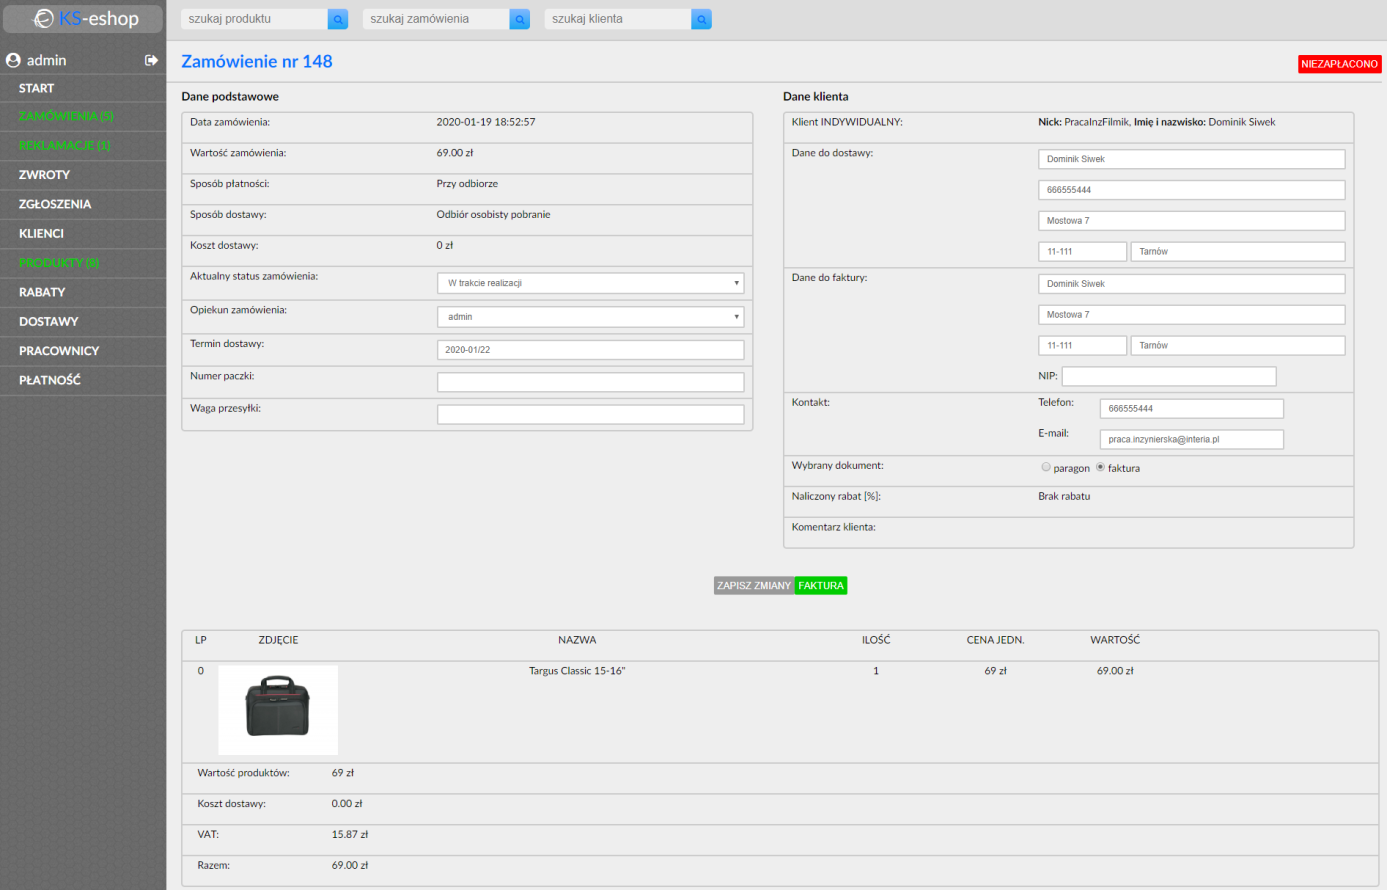 KS-eshop
szukaj produktu
szukaj zamówienia
szukaj klienta
admin
START
ZAMÓWIENIA (5)
REKLAMACJE (1)
ZWROTY
ZGŁOSZENIA
KLIENCI
PRODUKTY (8)
RABATY
DOSTAWY
PRACOWNICY
PŁATNOŚĆ
Zamówienie nr 148
NIEZAPŁACONO
Dane podstawowe
Data zamówienia: 2020-01-19 18:52:57
Wartość zamówienia: 69.00 zł
Sposób płatności: Przy odbiorze
Sposób dostawy: Odbiór osobisty pobranie
Koszt dostawy: 0 zł
Aktualny status zamówienia: W trakcie realizacji
Opiekun zamówienia: admin
Termin dostawy: 2020-01/22
Numer paczki:
Waga przesyłki:
Dane klienta
Klient INDYWIDUALNY: Nick: PracaInzFilmik, Imię i nazwisko: Dominik Siwek
Dane do dostawy: Dominik Siwek
666555444
Mostowa 7
11-111 Tarnów
Dane do faktury: Dominik Siwek
Mostowa 7
11-111 Tarnów
NIP:
Kontakt: Telefon: 666555444
E-mail: praca.inzynierska@interia.pl
Wybrany dokument: paragon faktura
Naliczony rabat [%]: Brak rabatu
Komentarz klienta:
ZAPISZ ZMIANY FAKTURA
LP ZDJĘCIE NAZWA ILOŚĆ CENA JEDN. WARTOŚĆ
0 Targus Classic 15-16" 1 69 zł 69.00 zł
Wartość produktów: 69 zł
Koszt dostawy: 0.00 zł
VAT: 15.87 zł
Razem: 69.00 zł